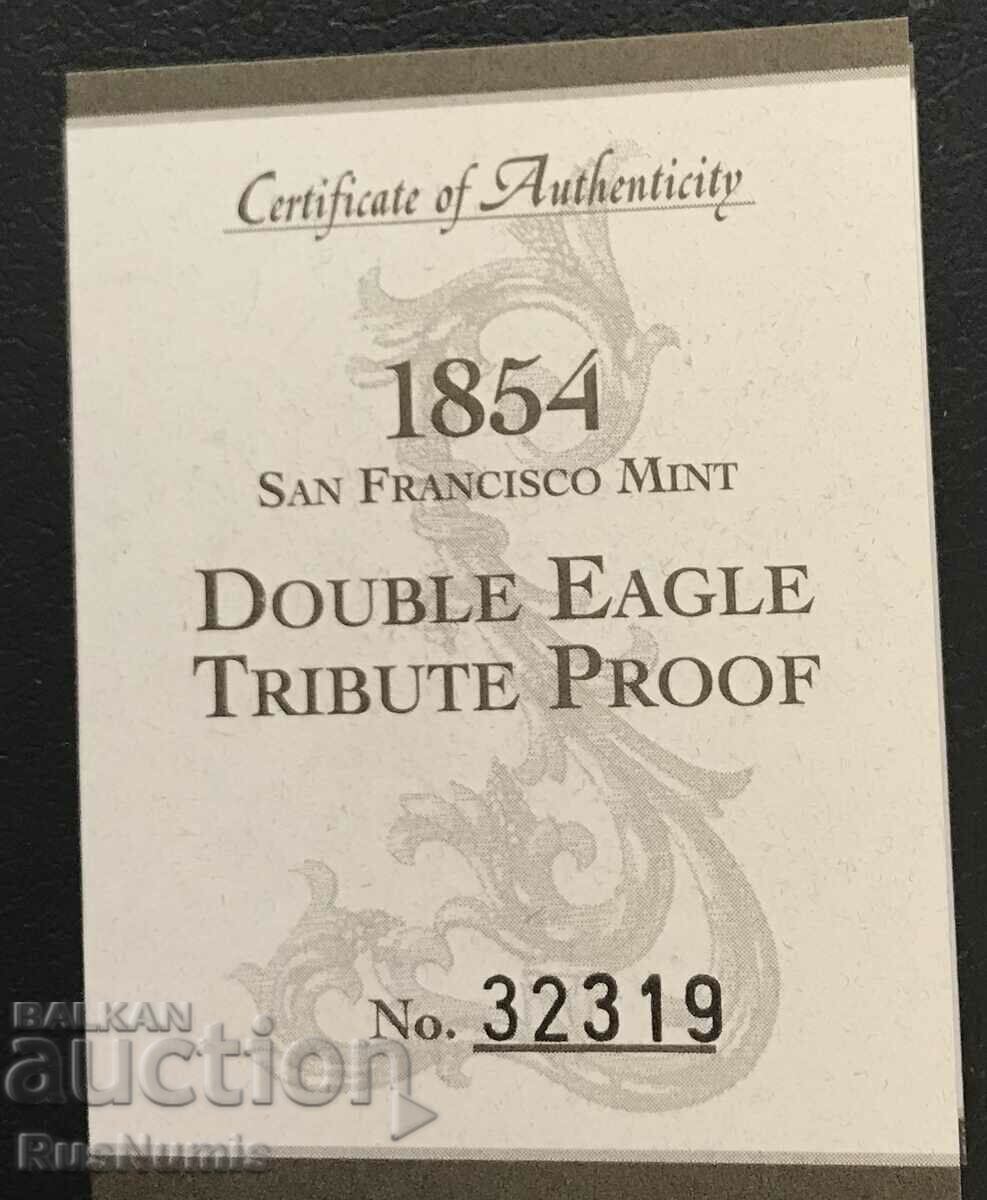 Certificate of Authenticity
1854
SAN FRANCISCO MINT
DOUBLE EAGLE
TRIBUTE PROOF
No. 32319
BALKAN
auction
RusNumis